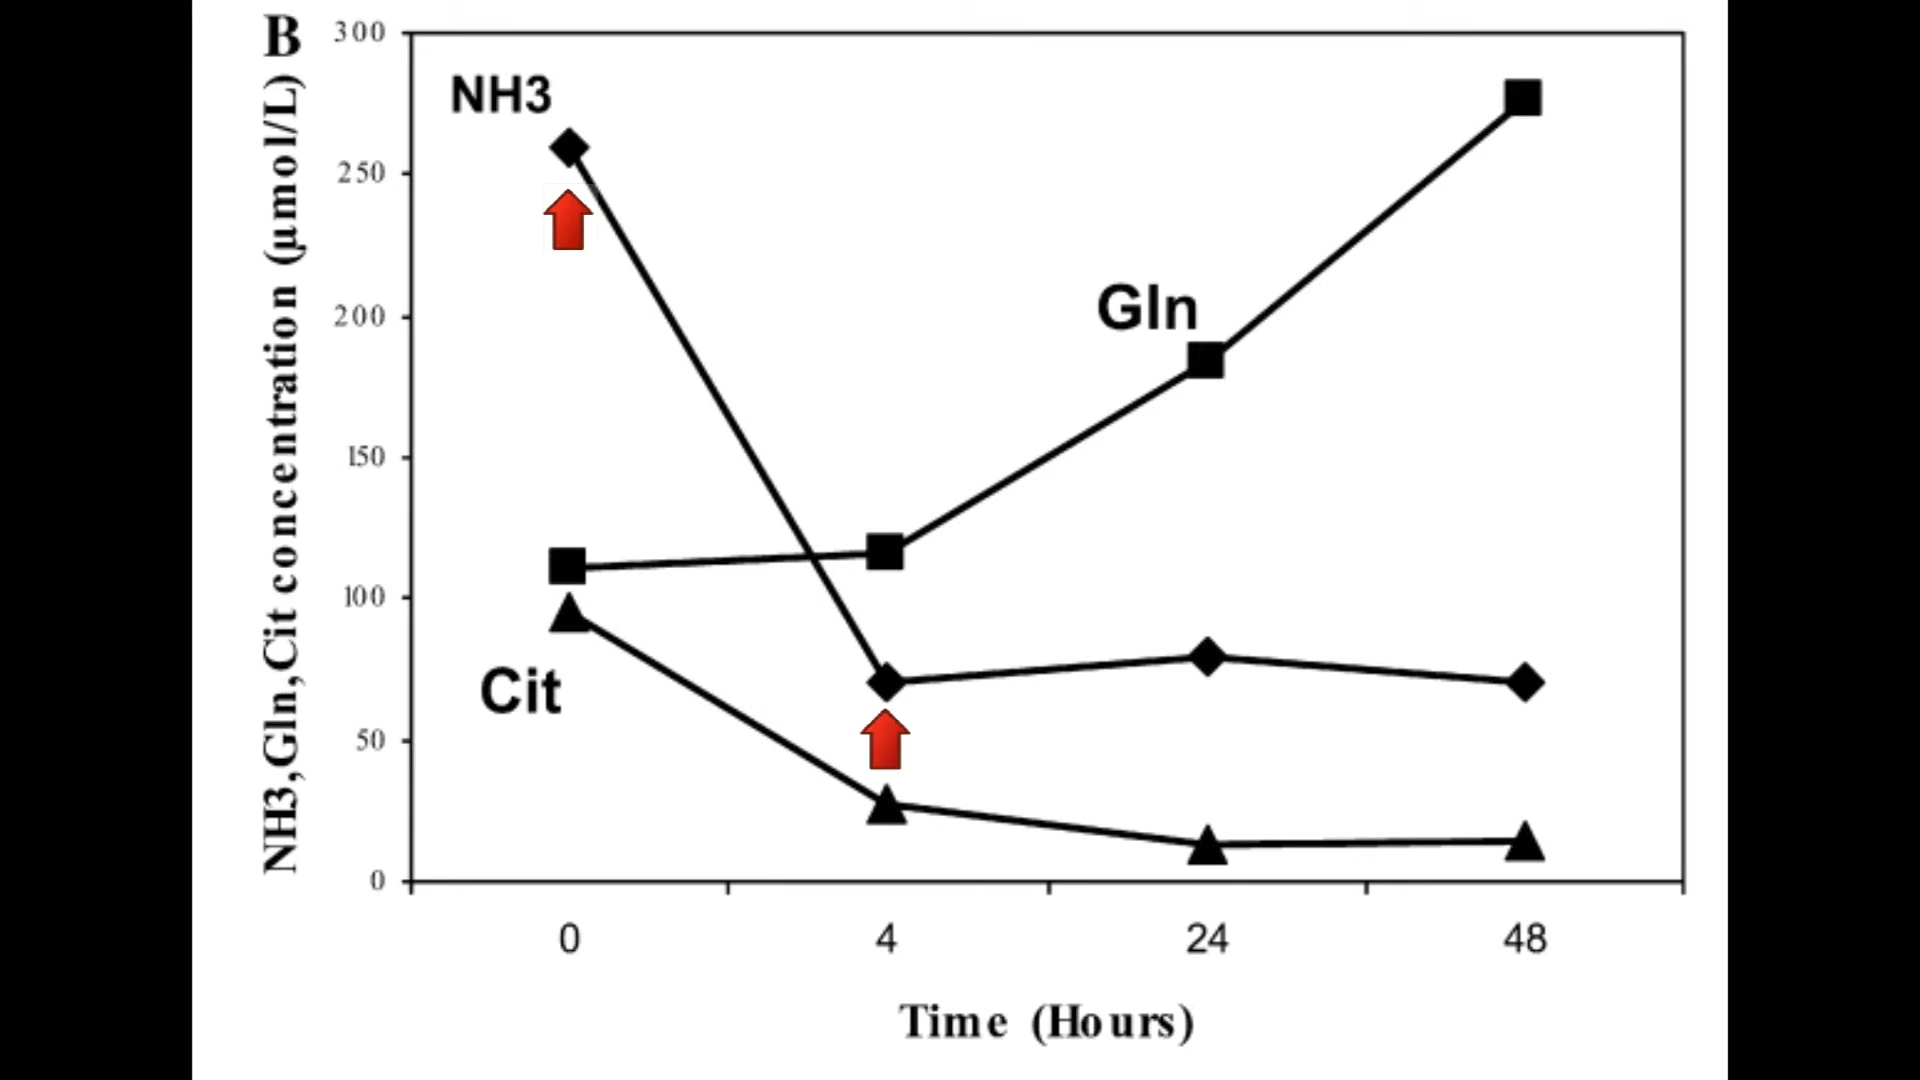 B
NH3,Gln,Cit concentration (µmol/L)
300
250
200
150
100
50
0
NH3
Gln
Cit
0 4 24 48
Time (Hours)